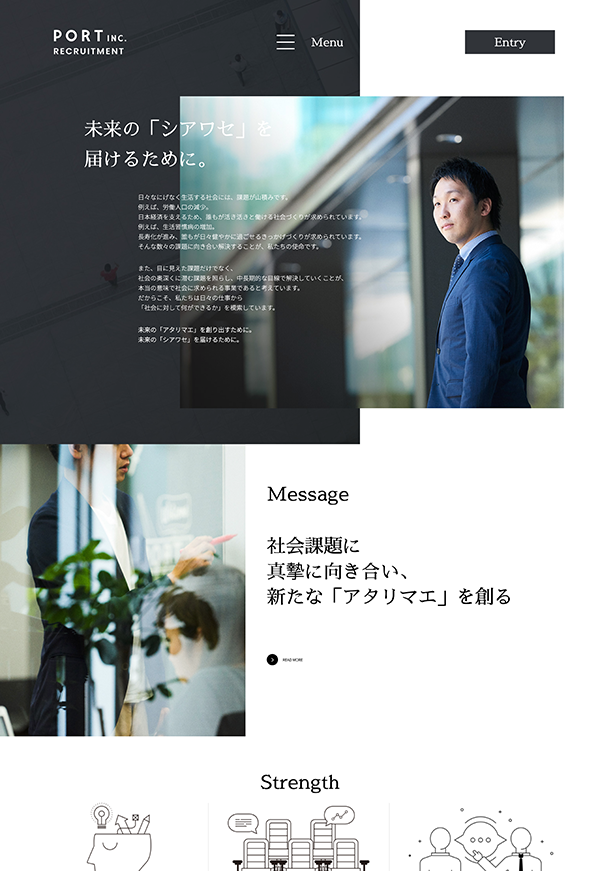 PORT INC.
RECRUITMENT
Menu
Entry
未来の「シアワセ」を
届けるために。
日々なにげなく生活する社会には、課題が山積みです。
例えば、労働人口の減少。
日本経済を支えるため、誰もが活き活きと働ける社会づくりが求められています。
例えば、生活習慣病の増加。
長寿化が進み、誰もが日々健やかに過ごせるきっかけづくりが求められています。
そんな数々の課題に向き合い解決することが、私たちの使命です。
また、目に見えた課題だけでなく、
社会の奥深くに潜む課題を照らし、中長期的な目線で解決していくことが、
本当の意味で社会に求められる事業であると考えています。
だからこそ、私たちは日々の仕事から
「社会に対して何ができるか」を模索しています。
未来の「アタリマエ」を創り出すために。
未来の「シアワセ」を届けるために。
Message
社会課題に
真摯に向き合い、
新たな「アタリマエ」を創る
READ MORE
Strength